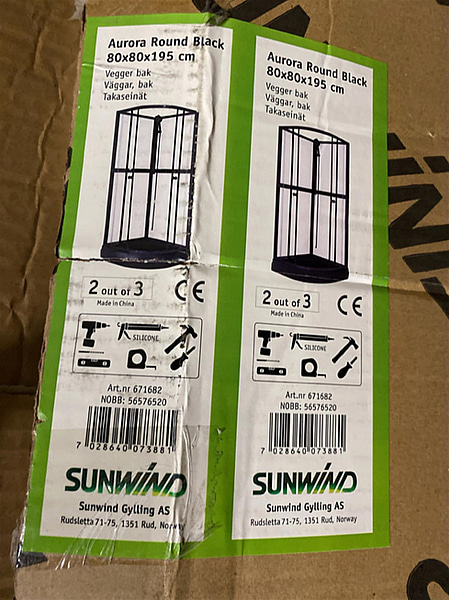 Aurora Round Black
80x80x195 cm
Vegger bak
Väggar, bak
Takaseinät
2 out of 3
Made in China
CE
SILICONE
Art.nr 671682
NOBB: 56576520
7 028640 073881
SUNWIND
Sunwind Gylling AS
Rudsletta 71-75, 1351 Rud, Norway
Aurora Round Black
80x80x195 cm
Vegger bak
Väggar, bak
Takaseinät
2 out of 3
Made in China
CE
SILICONE
Art.nr 671682
NOBB: 56576520
7 028640 073881
SUNWIND
Sunwind Gylling AS
Rudsletta 71-75, 1351 Rud, Norway